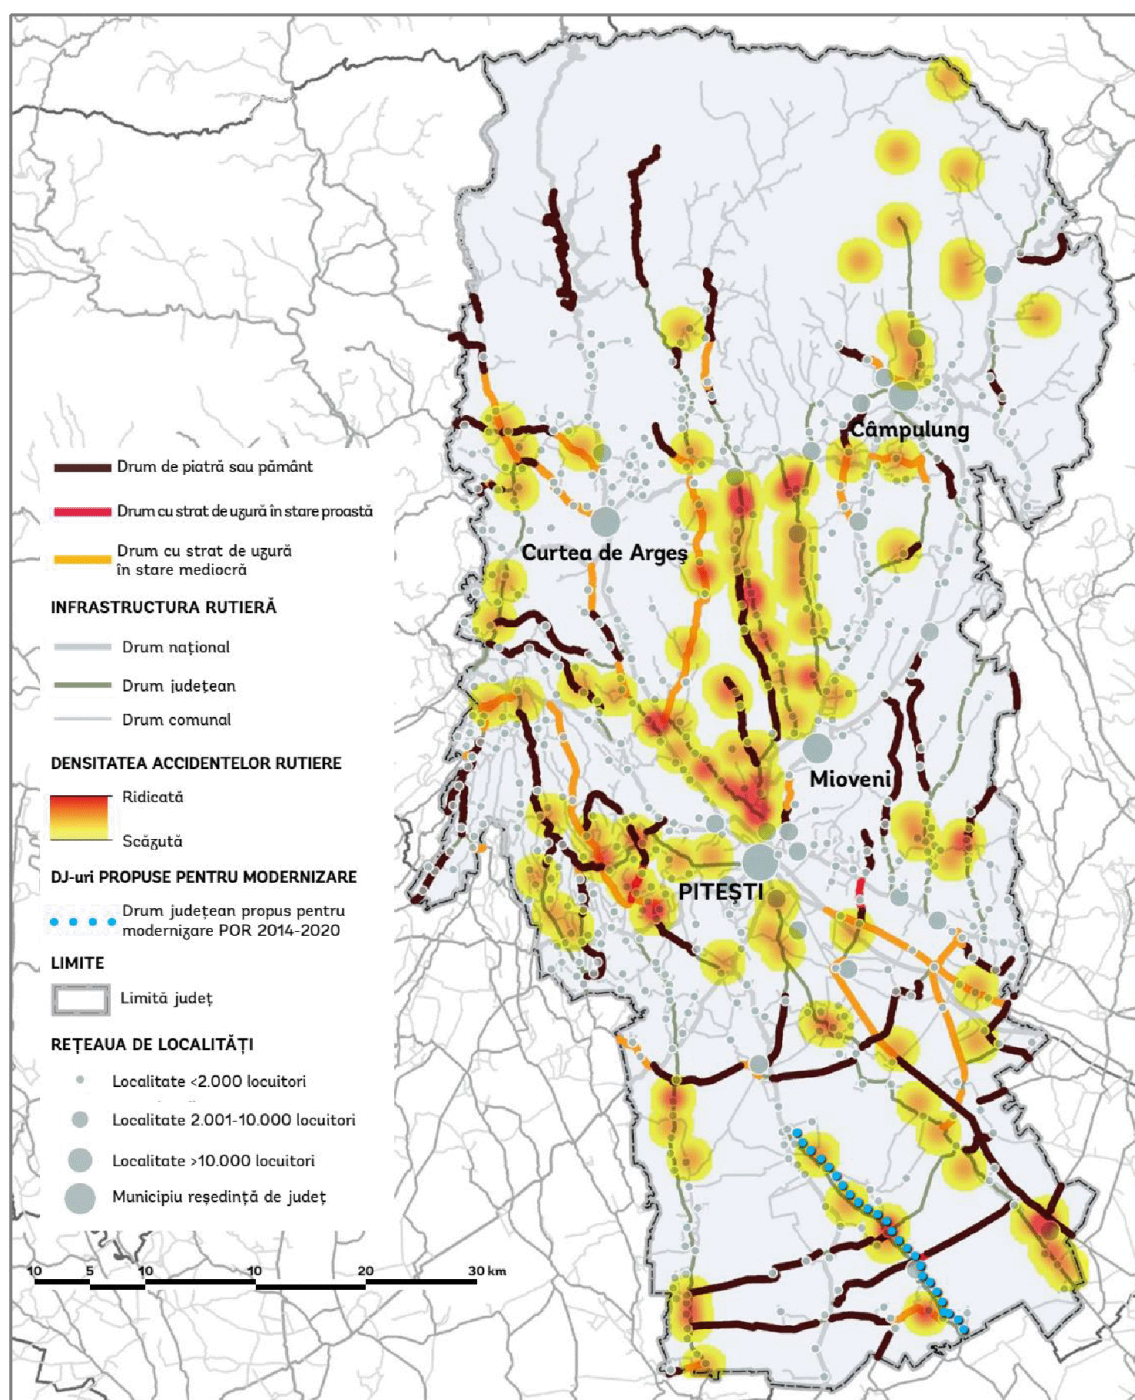 Câmpulung
Curtea de Argeș
Mioveni
PITEȘTI
Drum de piatră sau pământ
Drum cu strat de uzură în stare proastă
Drum cu strat de uzură
în stare mediocră
INFRASTRUCTURA RUTIERĂ
Drum național
Drum județean
Drum comunal
DENSITATEA ACCIDENTELOR RUTIERE
Ridicată
Scăzută
DJ-uri PROPUSE PENTRU MODERNIZARE
Drum județean propus pentru
modernizare POR 2014-2020
LIMITE
Limită județ
REȚEAUA DE LOCALITĂȚI
Localitate <2.000 locuitori
Localitate 2.001-10.000 locuitori
Localitate >10.000 locuitori
Municipiu reședință de județ
10 5 10 10 20 30 km